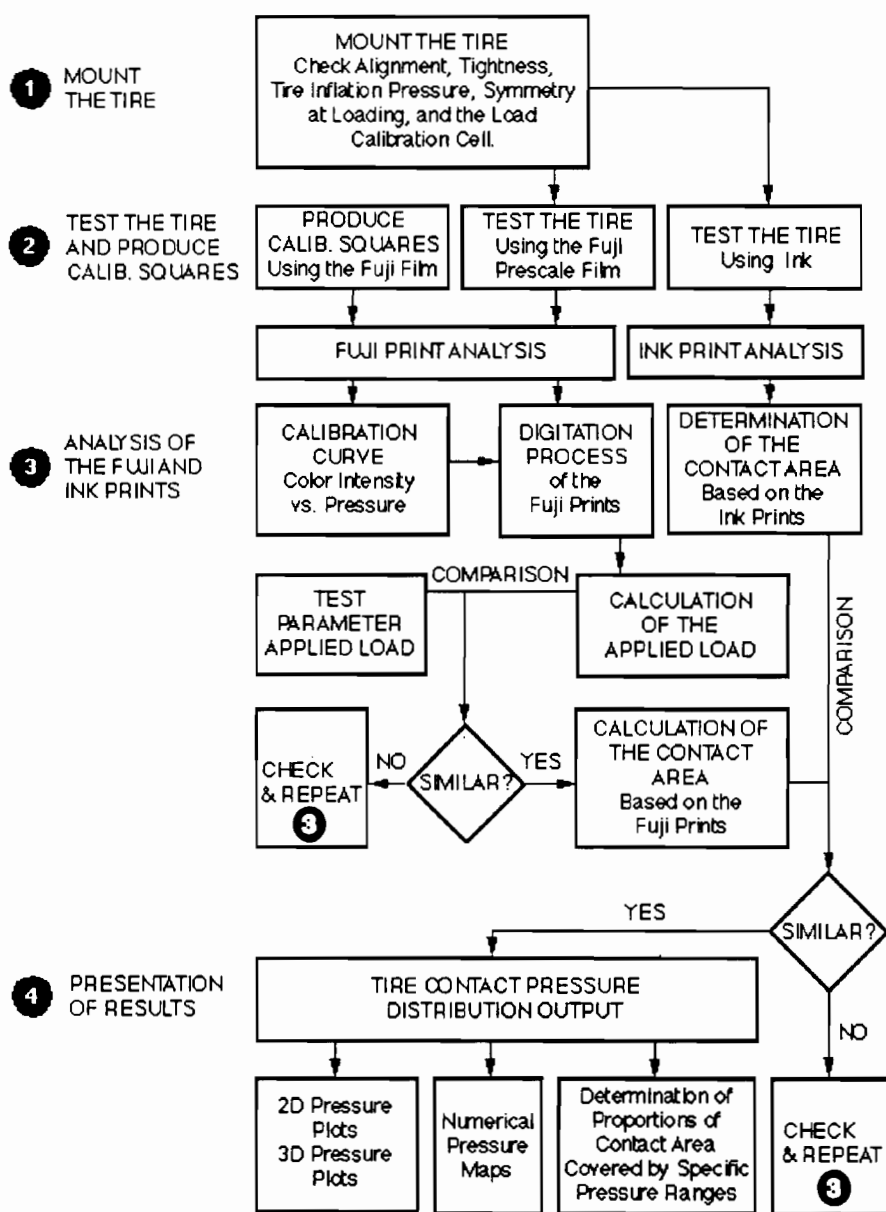 1
MOUNT
THE TIRE
MOUNT THE TIRE
Check Alignment, Tightness,
Tire Inflation Pressure, Symmetry
at Loading, and the Load
Calibration Cell.
2
TEST THE TIRE
AND PRODUCE
CALIB. SQUARES
PRODUCE
CALIB. SQUARES
Using the Fuji Film
TEST THE TIRE
Using the Fuji
Prescale Film
TEST THE TIRE
Using Ink
FUJI PRINT ANALYSIS
INK PRINT ANALYSIS
3
ANALYSIS OF
THE FUJI AND
INK PRINTS
CALIBRATION
CURVE
Color Intensity
vs. Pressure
DIGITATION
PROCESS
of the
Fuji Prints
DETERMINATION
OF THE
CONTACT AREA
Based on the
Ink Prints
COMPARISON
TEST
PARAMETER
APPLIED LOAD
CALCULATION
OF THE
APPLIED LOAD
COMPARISON
CHECK
& REPEAT
3
NO
SIMILAR?
YES
CALCULATION OF
THE CONTACT
AREA
Based on the
Fuji Prints
YES
SIMILAR?
NO
4
PRESENTATION
OF RESULTS
TIRE CONTACT PRESSURE
DISTRIBUTION OUTPUT
2D Pressure
Plots
3D Pressure
Plots
Numerical
Pressure
Maps
Determination of
Proportions of
Contact Area
Covered by Specific
Pressure Ranges
CHECK
& REPEAT
3